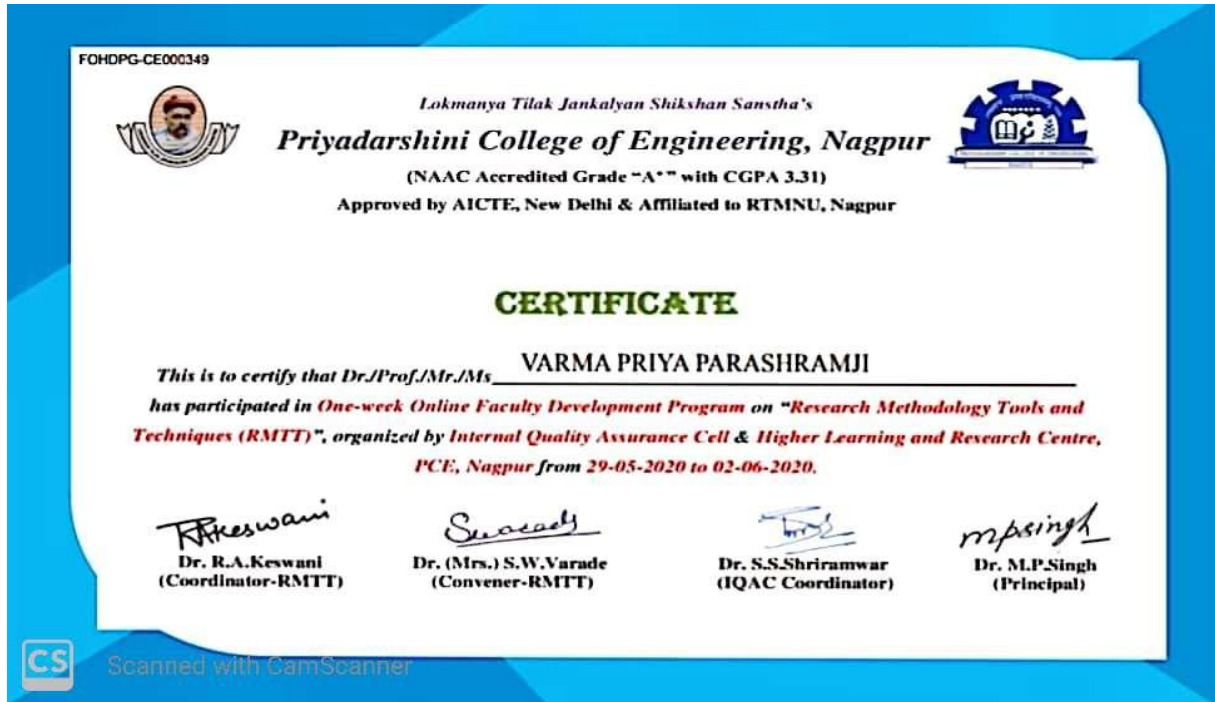 FOHDPG-CE000349
Lokmanya Tilak Jankalyan Shikshan Sanstha's
Priyadarshini College of Engineering, Nagpur
(NAAC Accredited Grade "A+" with CGPA 3.31)
Approved by AICTE, New Delhi & Affiliated to RTMNU, Nagpur
CERTIFICATE
This is to certify that Dr./Prof./Mr./Ms VARMA PRIYA PARASHRAMJI
has participated in One-week Online Faculty Development Program on "Research Methodology Tools and
Techniques (RMTT)", organized by Internal Quality Assurance Cell & Higher Learning and Research Centre,
PCE, Nagpur from 29-05-2020 to 02-06-2020.
RAKeswani
mpsingh
Dr. R.A.Keswani
(Coordinator-RMTT)
Dr. (Mrs.) S.W.Varade
(Convener-RMTT)
Dr. S.S.Shriramwar
(IQAC Coordinator)
Dr. M.P.Singh
(Principal)
CS Scanned with CamScanner